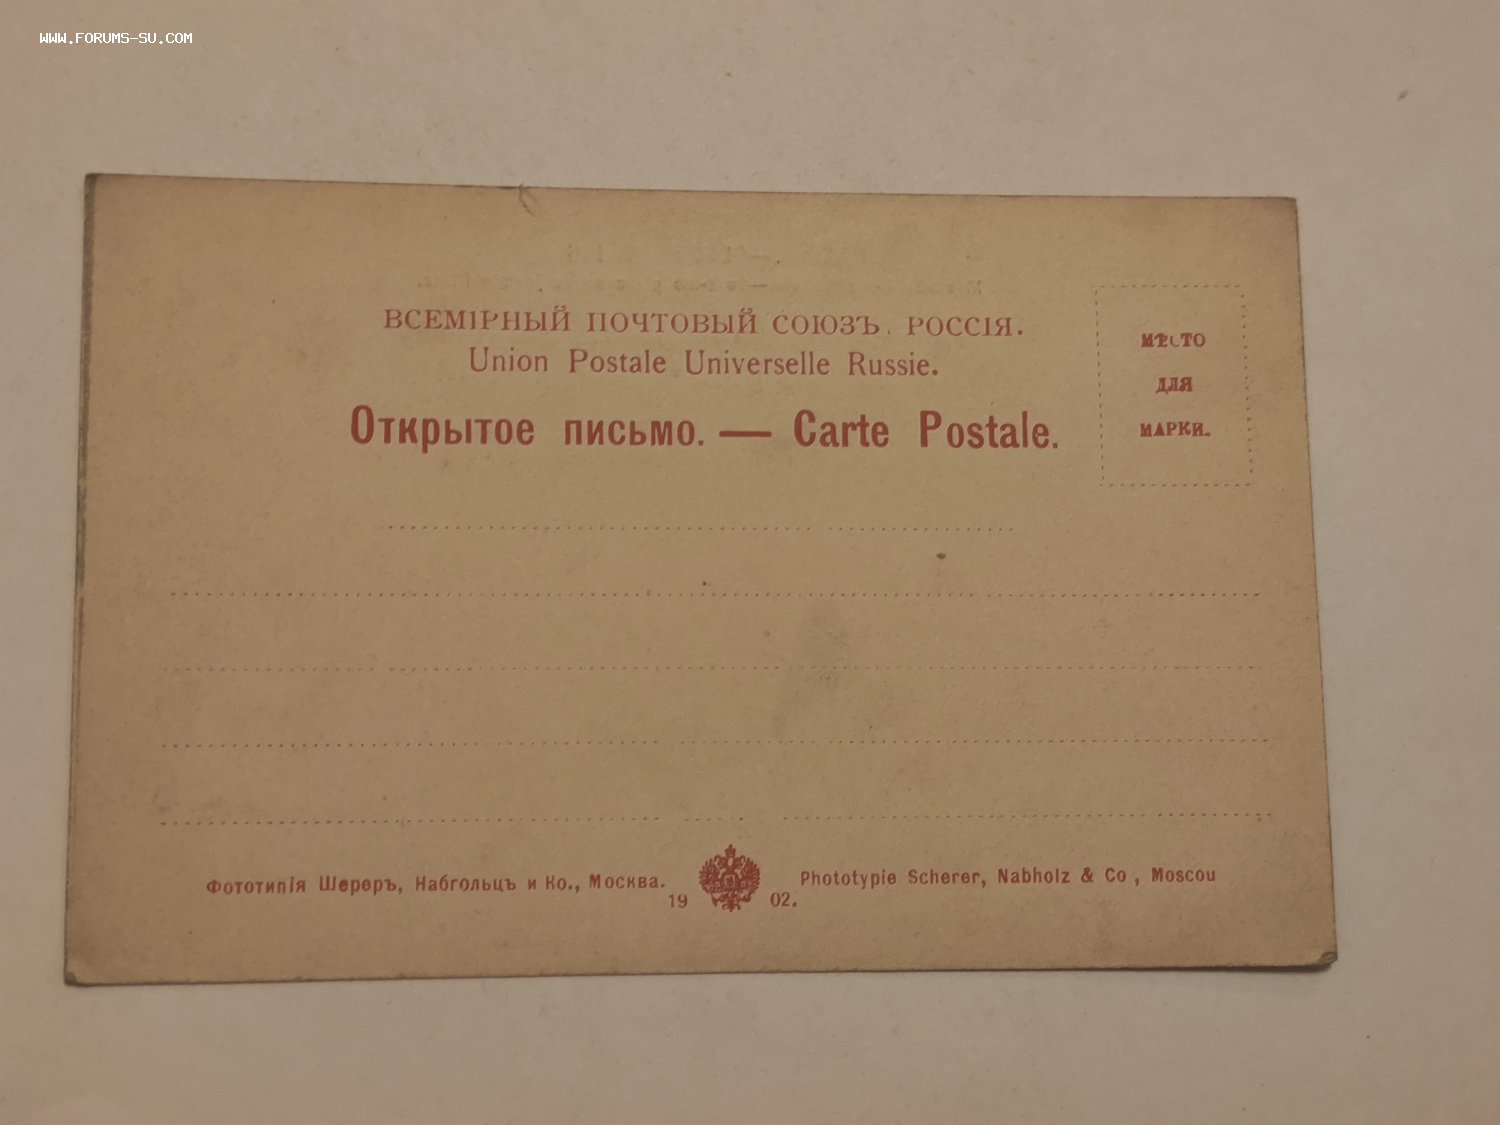 WWW.FORUMS-SU.COM
ВСЕМІРНЫЙ ПОЧТОВЫЙ СОЮЗЪ. РОССІЯ.
Union Postale Universelle Russie.
Открытое письмо. — Carte Postale.
МѢСТО
ДЛЯ
МАРКИ.
Фототипія Шереръ, Набгольцъ и Ко., Москва.
Phototypie Scherer, Nabholz & Co, Moscou
19 02.